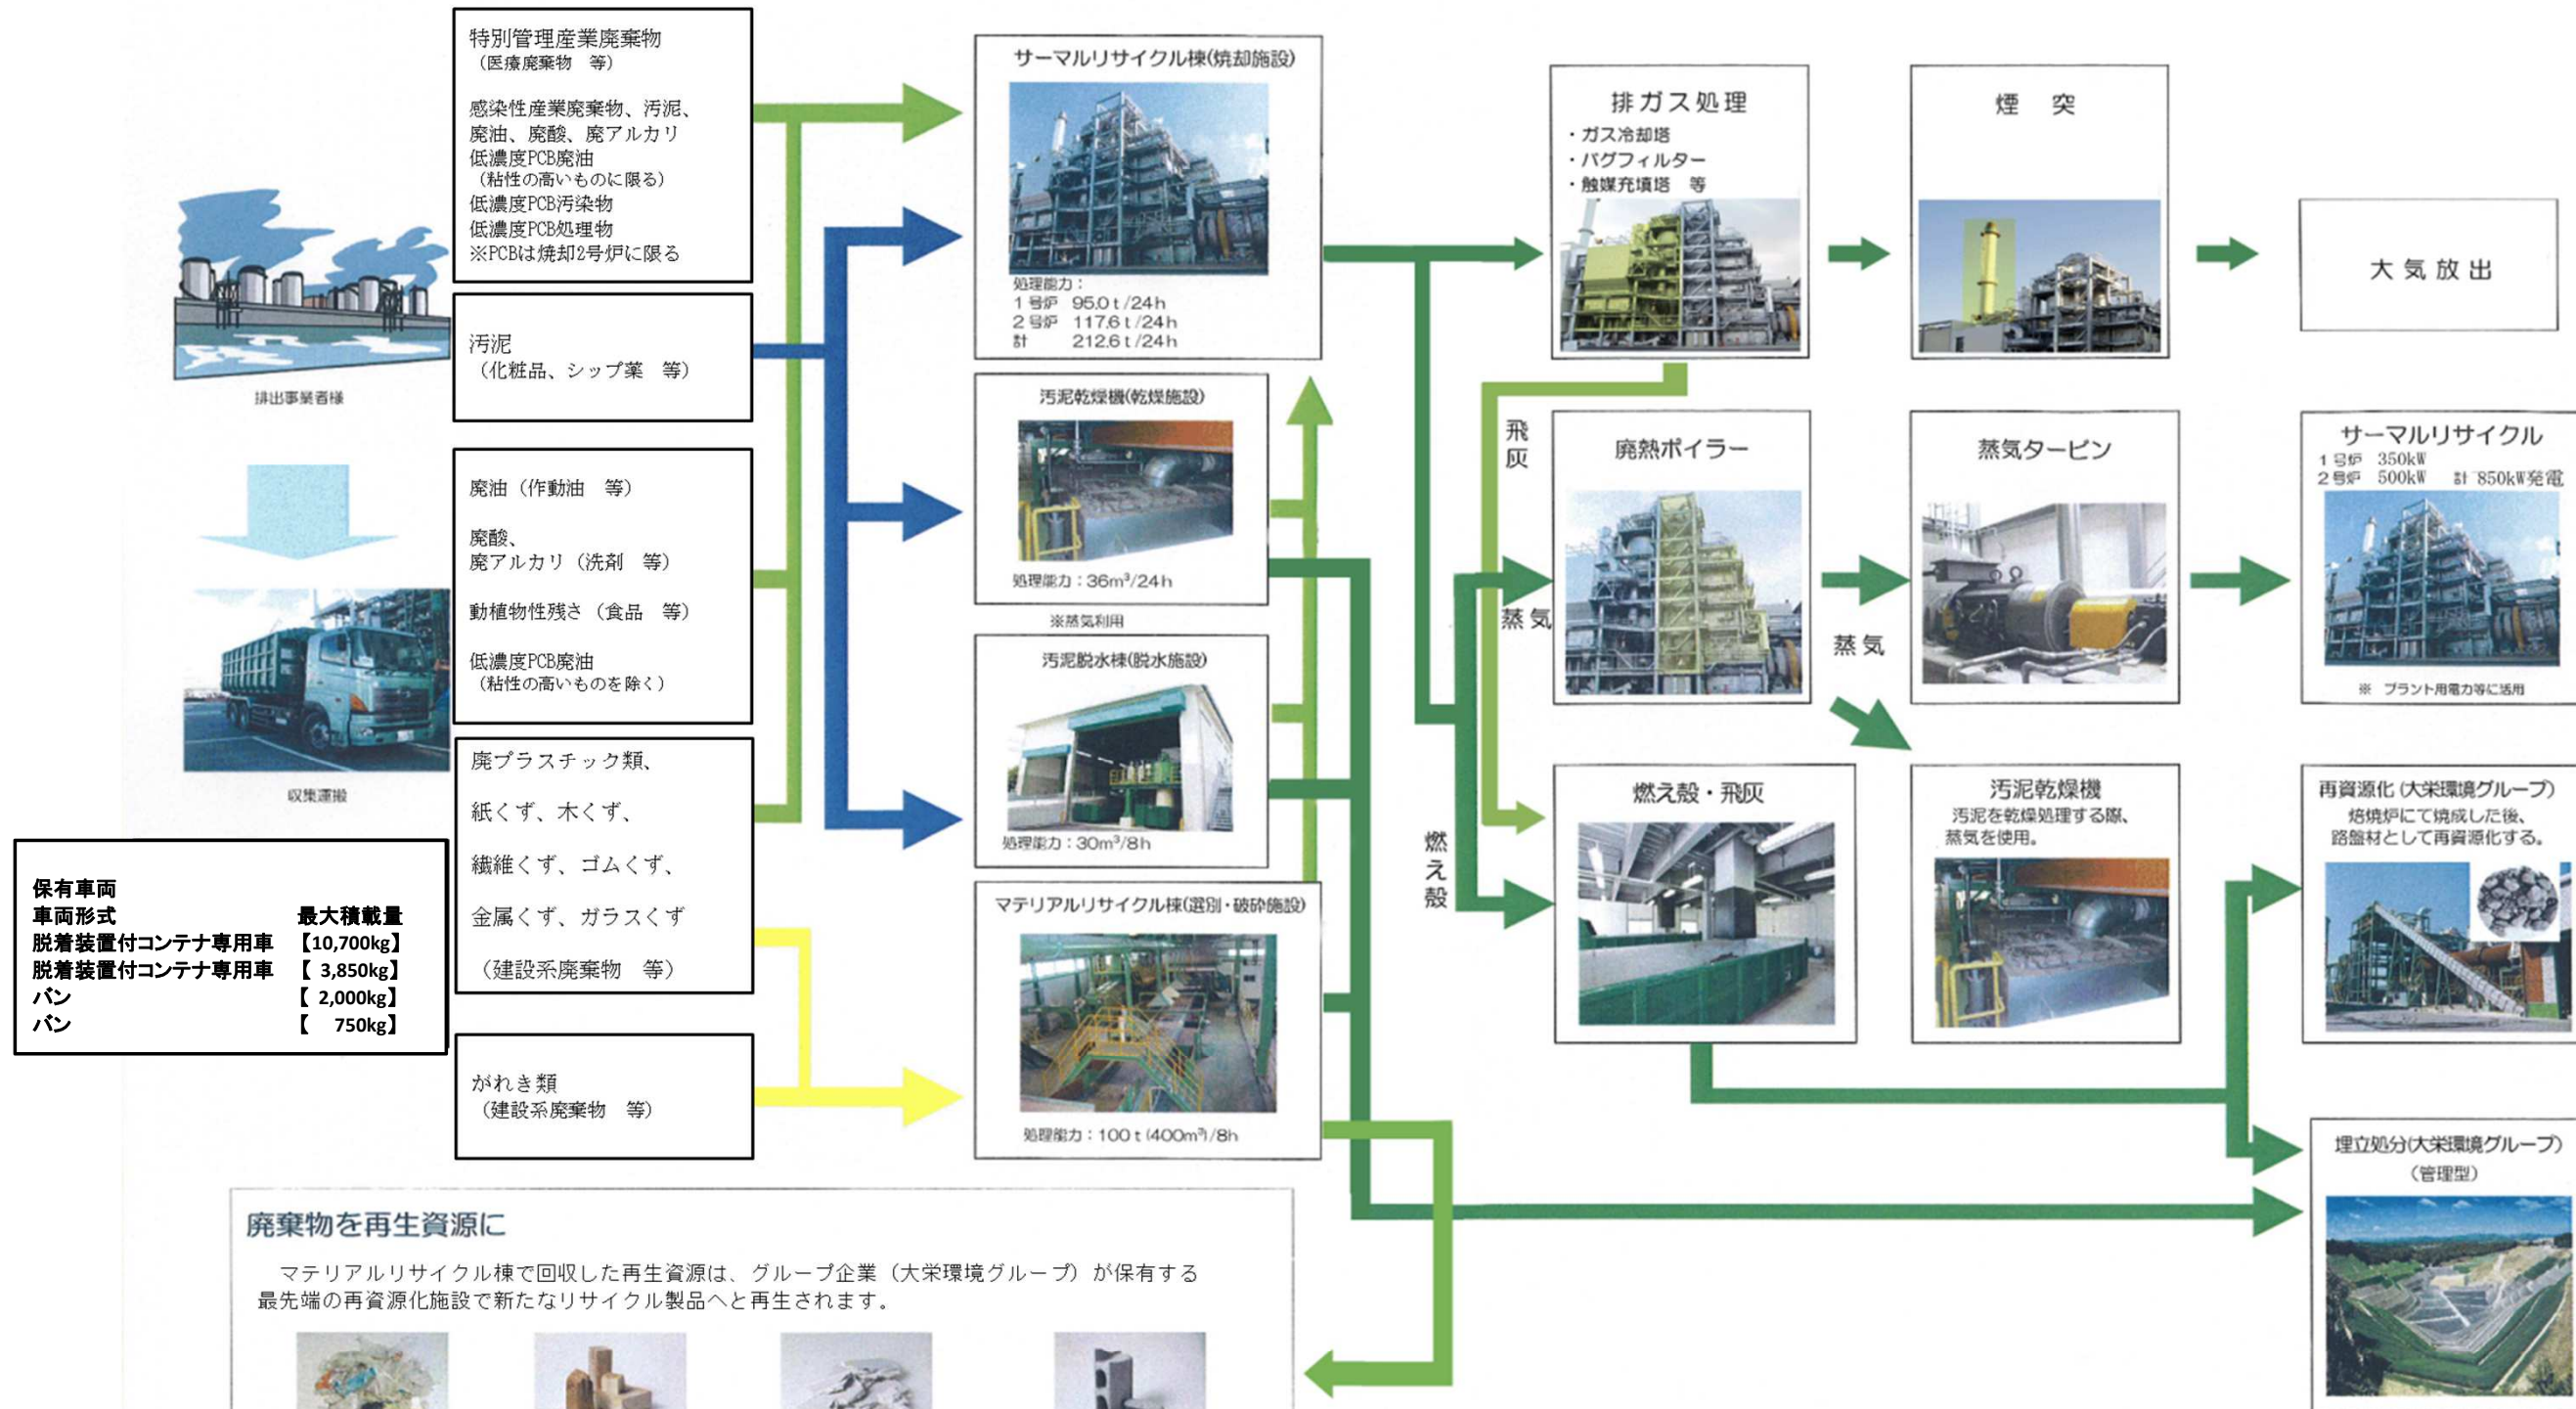 特別管理産業廃棄物
（医療廃棄物　等）
感染性産業廃棄物、汚泥、
廃油、廃酸、廃アルカリ
低濃度PCB廃油
（粘性の高いものに限る）
低濃度PCB汚染物
低濃度PCB処理物
※PCBは焼却2号炉に限る
汚泥
（化粧品、シップ薬　等）
廃油（作動油　等）
廃酸、
廃アルカリ（洗剤　等）
動植物性残さ（食品　等）
低濃度PCB廃油
（粘性の高いものを除く）
廃プラスチック類、
紙くず、木くず、
繊維くず、ゴムくず、
金属くず、ガラスくず
（建設系廃棄物　等）
がれき類
（建設系廃棄物　等）
排出事業者様
収集運搬
保有車両
車両形式　最大積載量
脱着装置付コンテナ専用車　【10,700kg】
脱着装置付コンテナ専用車　【 3,850kg】
バン　【 2,000kg】
バン　【　750kg】
サーマルリサイクル棟(焼却施設)
処理能力：
1号炉　95.0t/24h
2号炉　117.6t/24h
計　212.6t/24h
汚泥乾燥機(乾燥施設)
処理能力：36m³/24h
※蒸気利用
汚泥脱水棟(脱水施設)
処理能力：30m³/8h
マテリアルリサイクル棟(選別・破砕施設)
処理能力：100t(400m³)/8h
排ガス処理
・ガス冷却塔
・バグフィルター
・触媒充填塔　等
煙突
大気放出
飛灰
廃熱ボイラー
蒸気
蒸気タービン
蒸気
サーマルリサイクル
1号炉　350kW
2号炉　500kW　計 850kW発電
※　プラント用電力等に活用
燃え殻
燃え殻・飛灰
汚泥乾燥機
汚泥を乾燥処理する際、
蒸気を使用。
再資源化(大栄環境グループ)
焙焼炉にて焼成した後、
路盤材として再資源化する。
埋立処分(大栄環境グループ)
（管理型）
廃棄物を再生資源に
マテリアルリサイクル棟で回収した再生資源は、グループ企業（大栄環境グループ）が保有する
最先端の再資源化施設で新たなリサイクル製品へと再生されます。